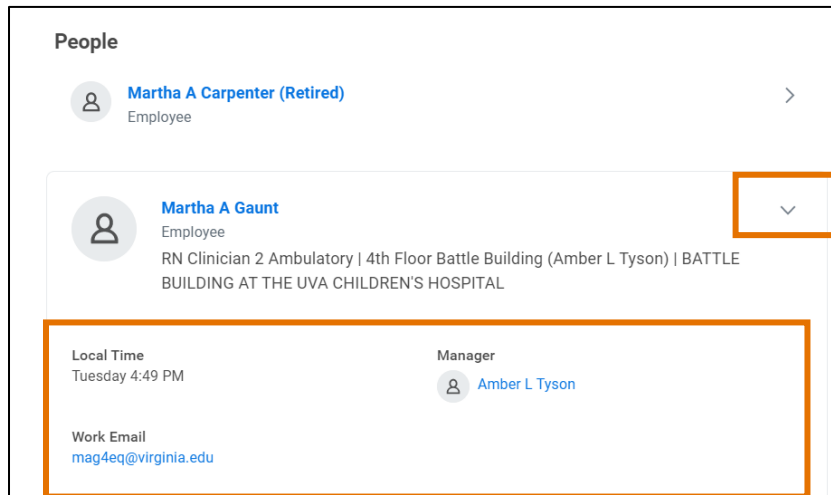 People
Martha A Carpenter (Retired)
Employee
Martha A Gaunt
Employee
RN Clinician 2 Ambulatory | 4th Floor Battle Building (Amber L Tyson) | BATTLE
BUILDING AT THE UVA CHILDREN'S HOSPITAL
Local Time
Tuesday 4:49 PM
Manager
Amber L Tyson
Work Email
mag4eq@virginia.edu